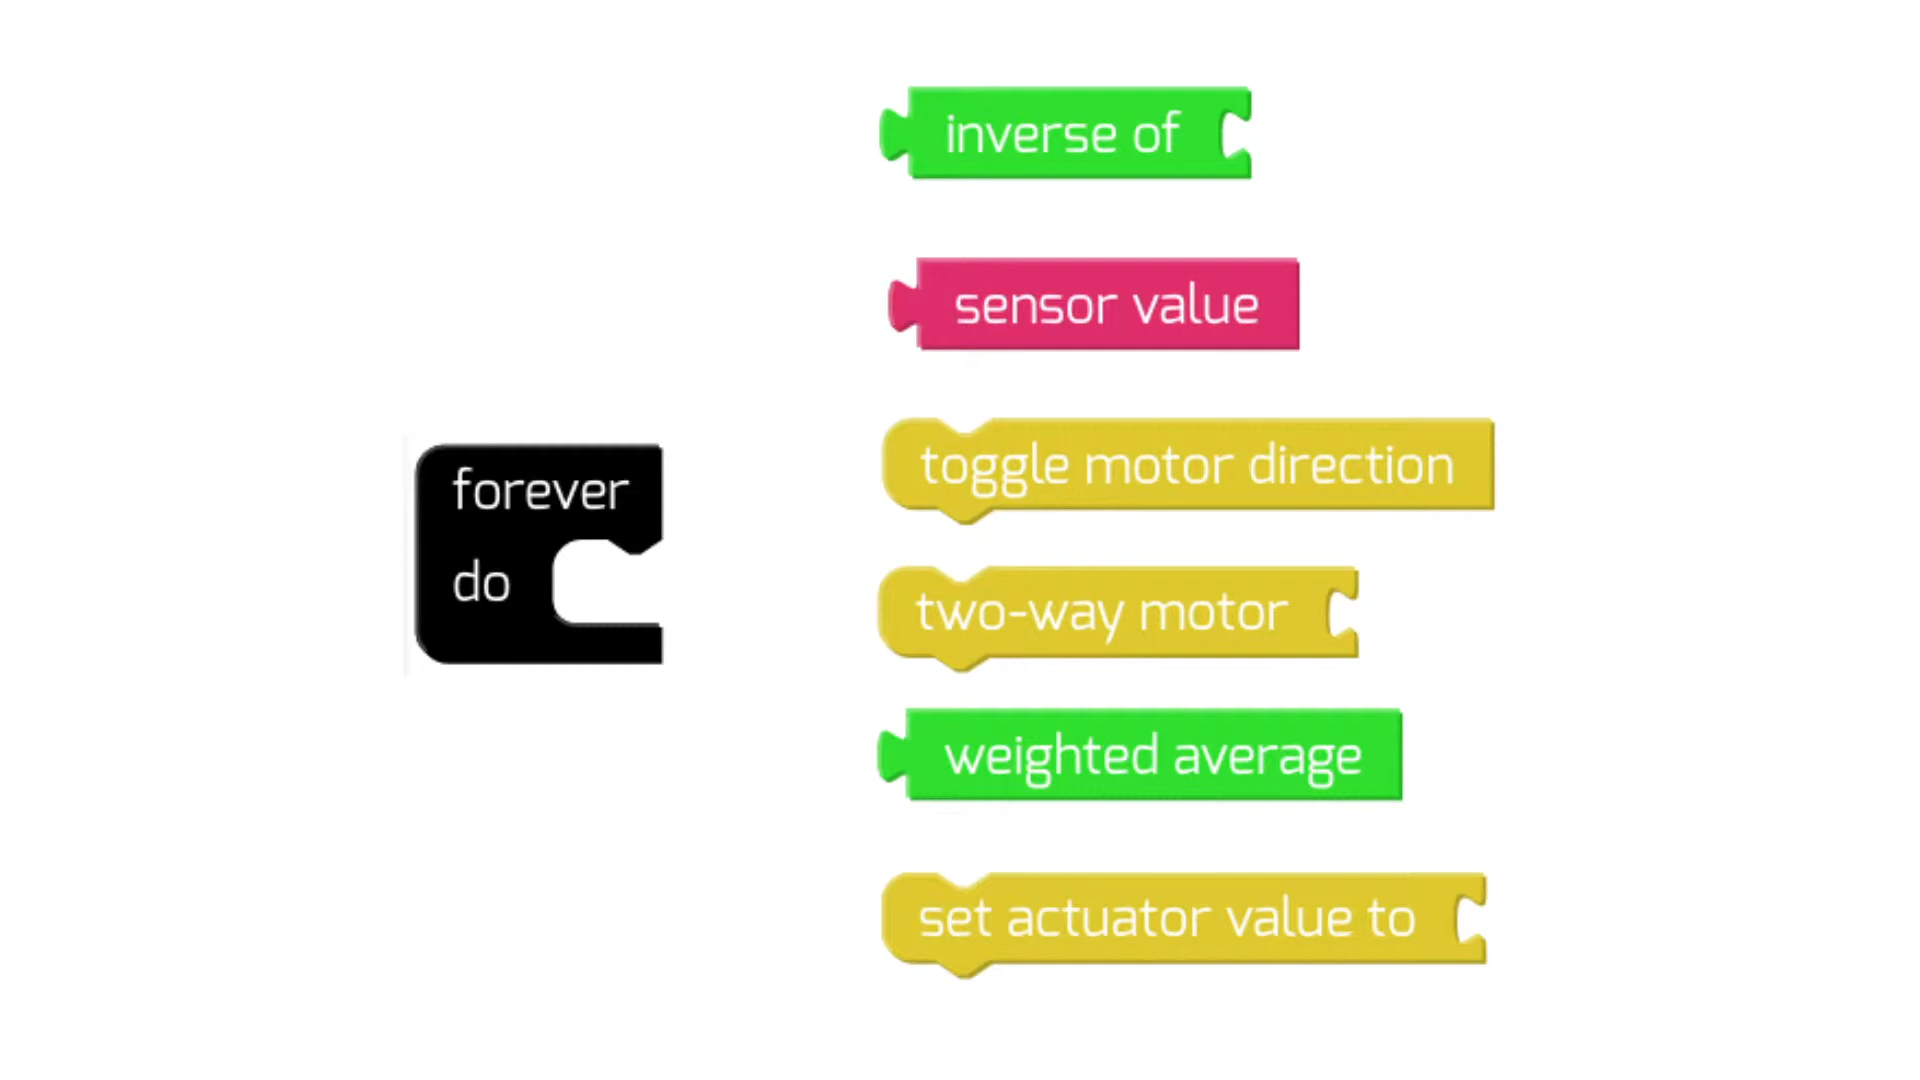 forever
do
inverse of
sensor value
toggle motor direction
two-way motor
weighted average
set actuator value to